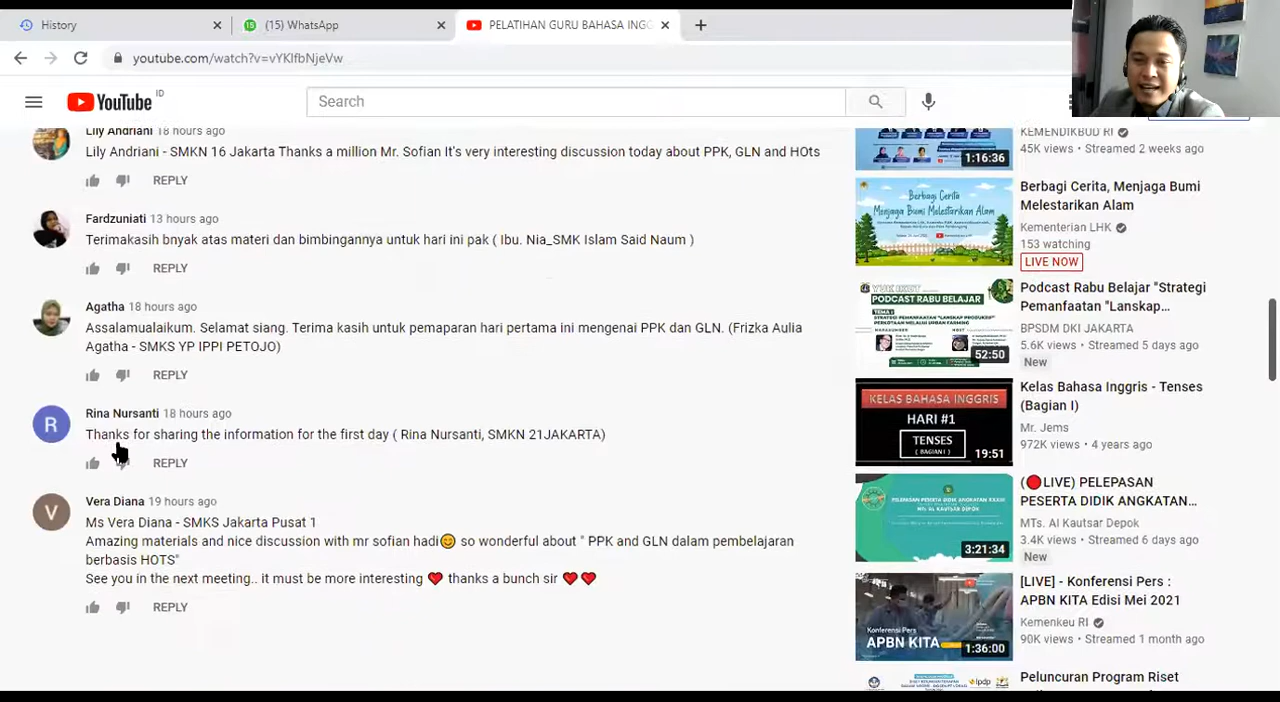 History
(15) WhatsApp
PELATIHAN GURU BAHASA INGG
youtube.com/watch?v=vYKlfbNjeVw
YouTube ID
Search
Lily Andriani 18 hours ago
Lily Andriani - thanks a million Mr. Sofian It's very interesting discussion today about PPK, GLN and HOts
REPLY
Fardzuniati 13 hours ago
Terimakasih bnyak atas materi dan bimbingannya untuk hari ini pak ( Ibu. Nia_SMK Islam Said Naum )
REPLY
Agatha 18 hours ago
Assalamualaikum. Selamat siang. Terima kasih untuk pemaparan hari pertama ini mengenai PPK dan GLN. (Frizka Aulia
Agatha - SMKS
REPLY
R
Rina Nursanti 18 hours ago
Thanks for sharing the information for the first day ( Rina Nursanti, SMKN 21JAKARTA)
REPLY
V
Vera Diana 19 hours ago
Ms Vera Diana - SMKS Jakarta Pusat 1
Amazing materials and nice discussion with mr sofian hadi😊 so wonderful about " PPK and GLN dalam pembelajaran
berbasis HOTS"
See you in the next meeting.. it must be more interesting ❤ thanks a bunch sir ❤❤
REPLY
1:16:36
KEMENDIKBUD RI
45K views • Streamed 2 weeks ago
Berbagi Cerita,
Menjaga Bumi Melestarikan Alam
Berbagi Cerita, Menjaga Bumi
Melestarikan Alam
Kementerian LHK
153 watching
LIVE NOW
PODCAST RABU BELAJAR
52:50
Podcast Rabu Belajar "Strategi
Pemanfaatan "Lanskap...
BPSDM DKI JAKARTA
5.6K views • Streamed 5 days ago
New
KELAS BAHASA INGGRIS
HARI #1
TENSES
( BAGIAN I )
19:51
Kelas Bahasa Inggris - Tenses
(Bagian I)
Mr. Jems
972K views • 4 years ago
3:21:34
(🔴LIVE) PELEPASAN
PESERTA DIDIK ANGKATAN...
MTs. Al Kautsar Depok
3.4K views • Streamed 6 days ago
New
Konferensi Pers
APBN KITA
1:36:00
[LIVE] - Konferensi Pers :
APBN KITA Edisi Mei 2021
Kemenkeu RI
90K views • Streamed 1 month ago
lpdp
Peluncuran Program Riset